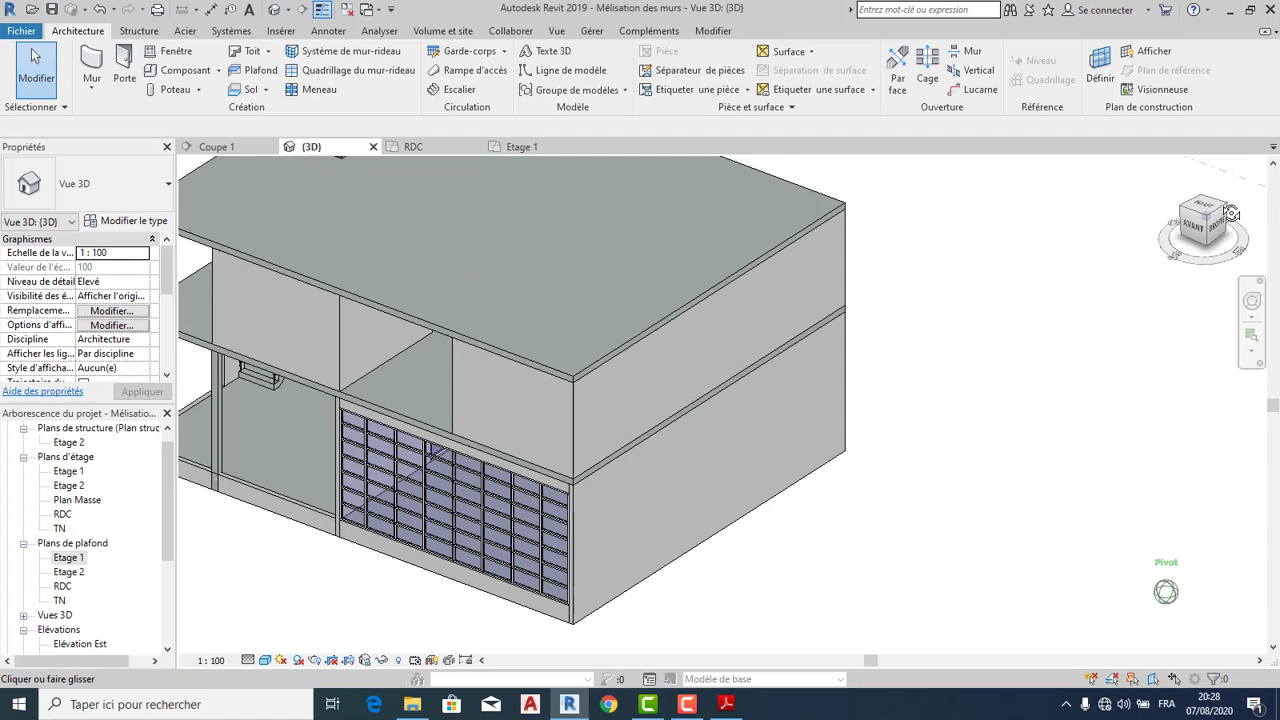 Autodesk Revit 2019 - Mélisation des murs - Vue 3D: {3D}
Entrez mot-clé ou expression
Se connecter
Fichier Architecture Structure Acier Systèmes Insérer Annoter Analyser Volume et site Collaborer Vue Gérer Compléments Modifier
Modifier
Mur
Porte
Fenêtre
Composant
Poteau
Toit
Plafond
Sol
Système de mur-rideau
Quadrillage du mur-rideau
Meneau
Garde-corps
Rampe d'accès
Escalier
Texte 3D
Ligne de modèle
Groupe de modèles
Pièce
Séparateur de pièces
Etiqueter une pièce
Surface
Séparation de surface
Etiqueter une surface
Par face
Cage
Mur
Vertical
Lucarne
Niveau
Quadrillage
Définir
Afficher
Plan de référence
Visionneuse
Sélectionner Création Circulation Modèle Pièce et surface Ouverture Référence Plan de construction
Propriétés
Coupe 1 {3D} RDC Etage 1
Vue 3D
Vue 3D: {3D} Modifier le type
Graphismes
Echelle de la v... 1 : 100
Valeur de l'éc... 100
Niveau de détail Elevé
Visibilité des é... Afficher l'origi...
Remplaceme... Modifier...
Options d'affi... Modifier...
Discipline Architecture
Afficher les lig... Par discipline
Style d'afficha... Aucun(e)
Aide des propriétés Appliquer
Arborescence du projet - Mélisatio...
Plans de structure (Plan struc
Etage 2
Plans d'étage
Etage 1
Etage 2
Plan Masse
RDC
TN
Plans de plafond
Etage 1
Etage 2
RDC
TN
Vues 3D
Elévations
Elévation Est
HAUT
AVANT
Pivot
1 : 100
Cliquer ou faire glisser
:0
Modèle de base
:0
Taper ici pour rechercher
FRA
20:28
07/08/2020